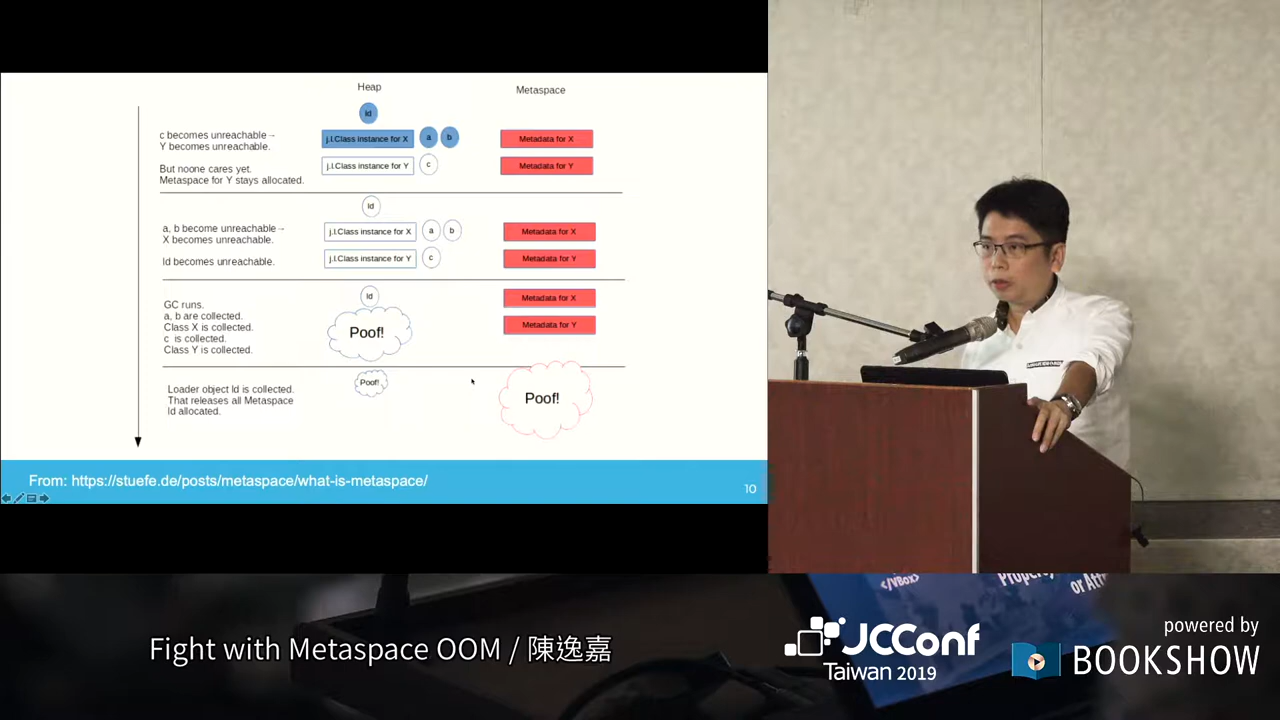 Heap
Metaspace
ld
c becomes unreachable→
Y becomes unreachable.
j.l.Class instance for X
a
b
Metadata for X
But noone cares yet.
Metaspace for Y stays allocated.
j.l.Class instance for Y
c
Metadata for Y
ld
a, b become unreachable→
X becomes unreachable.
j.l.Class instance for X
a
b
Metadata for X
ld becomes unreachable.
j.l.Class instance for Y
c
Metadata for Y
ld
Metadata for X
GC runs.
a, b are collected.
Class X is collected.
c is collected.
Class Y is collected.
Poof!
Metadata for Y
Loader object ld is collected.
That releases all Metaspace
ld allocated.
Poof!
Poof!
From: https://stuefe.de/posts/metaspace/what-is-metaspace/
10
</VBox>
or
Fight with Metaspace OOM / 陳逸嘉
JCConf
Taiwan 2019
powered by
BOOKSHOW